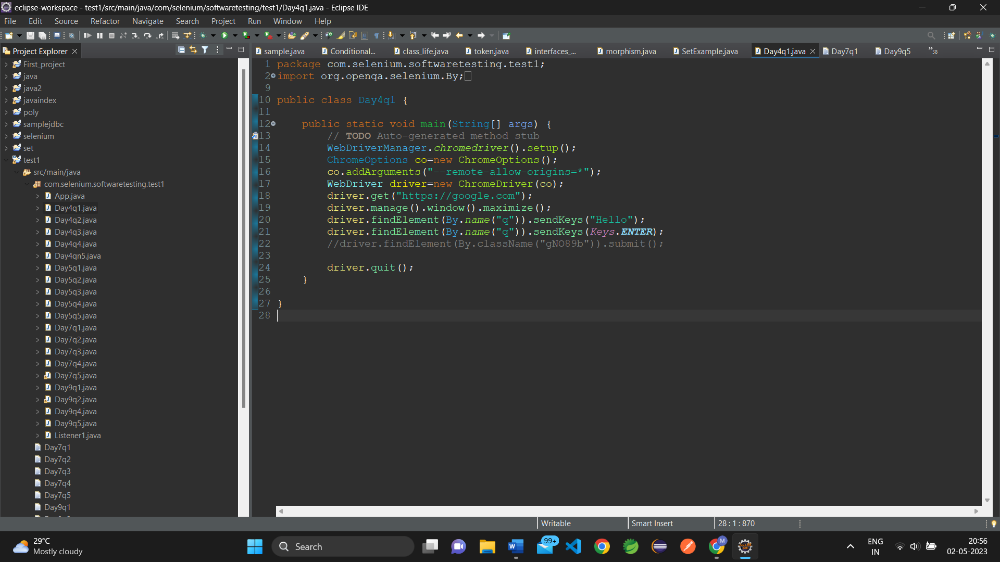 eclipse-workspace - test1/src/main/java/com/selenium/softwaretesting/test1/Day4q1.java - Eclipse IDE
File Edit Source Refactor Navigate Search Project Run Window Help
Project Explorer
First_project
java
java2
javaindex
poly
samplejdbc
selenium
set
test1
src/main/java
com.selenium.softwaretesting.test1
App.java
Day4q1.java
Day4q2.java
Day4q3.java
Day4q4.java
Day4qn5.java
Day5q1.java
Day5q2.java
Day5q3.java
Day5q4.java
Day5q5.java
Day7q1.java
Day7q2.java
Day7q3.java
Day7q4.java
Day7q5.java
Day9q1.java
Day9q2.java
Day9q4.java
Day9q5.java
Listener1.java
Day7q1
Day7q2
Day7q3
Day7q4
Day7q5
Day9q1
sample.java Conditional... class_life.java token.java interfaces_... morphism.java SetExample.java Day4q1.java Day7q1 Day9q5 »38
1 package com.selenium.softwaretesting.test1;
2 import org.openqa.selenium.By;
9
10 public class Day4q1 {
11
12 public static void main(String[] args) {
13 // TODO Auto-generated method stub
14 WebDriverManager.chromedriver().setup();
15 ChromeOptions co=new ChromeOptions();
16 co.addArguments("--remote-allow-origins=*");
17 WebDriver driver=new ChromeDriver(co);
18 driver.get("https://google.com");
19 driver.manage().window().maximize();
20 driver.findElement(By.name("q")).sendKeys("Hello");
21 driver.findElement(By.name("q")).sendKeys(Keys.ENTER);
22 //driver.findElement(By.className("gNO89b")).submit();
23
24 driver.quit();
25 }
26
27 }
28
Writable Smart Insert 28 : 1 : 870
29°C
Mostly cloudy
Search
99+
M
ENG
IN
20:56
02-05-2023